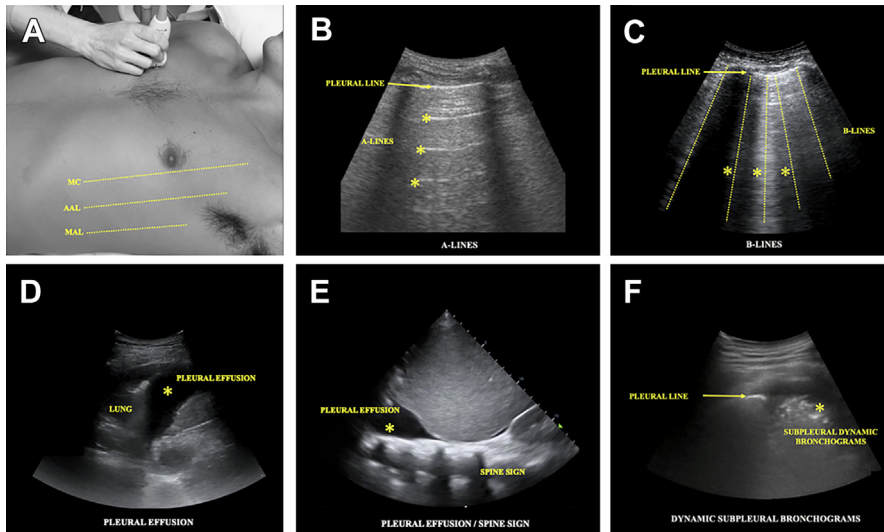 A
MC
AAL
MAL
B
PLEURAL LINE
A-LINES
A-LINES
C
PLEURAL LINE
B-LINES
B-LINES
D
PLEURAL EFFUSION
LUNG
PLEURAL EFFUSION
E
PLEURAL EFFUSION
SPINE SIGN
PLEURAL EFFUSION / SPINE SIGN
F
PLEURAL LINE
SUBPLEURAL DYNAMIC
BRONCHOGRAMS
DYNAMIC SUBPLEURAL BRONCHOGRAMS